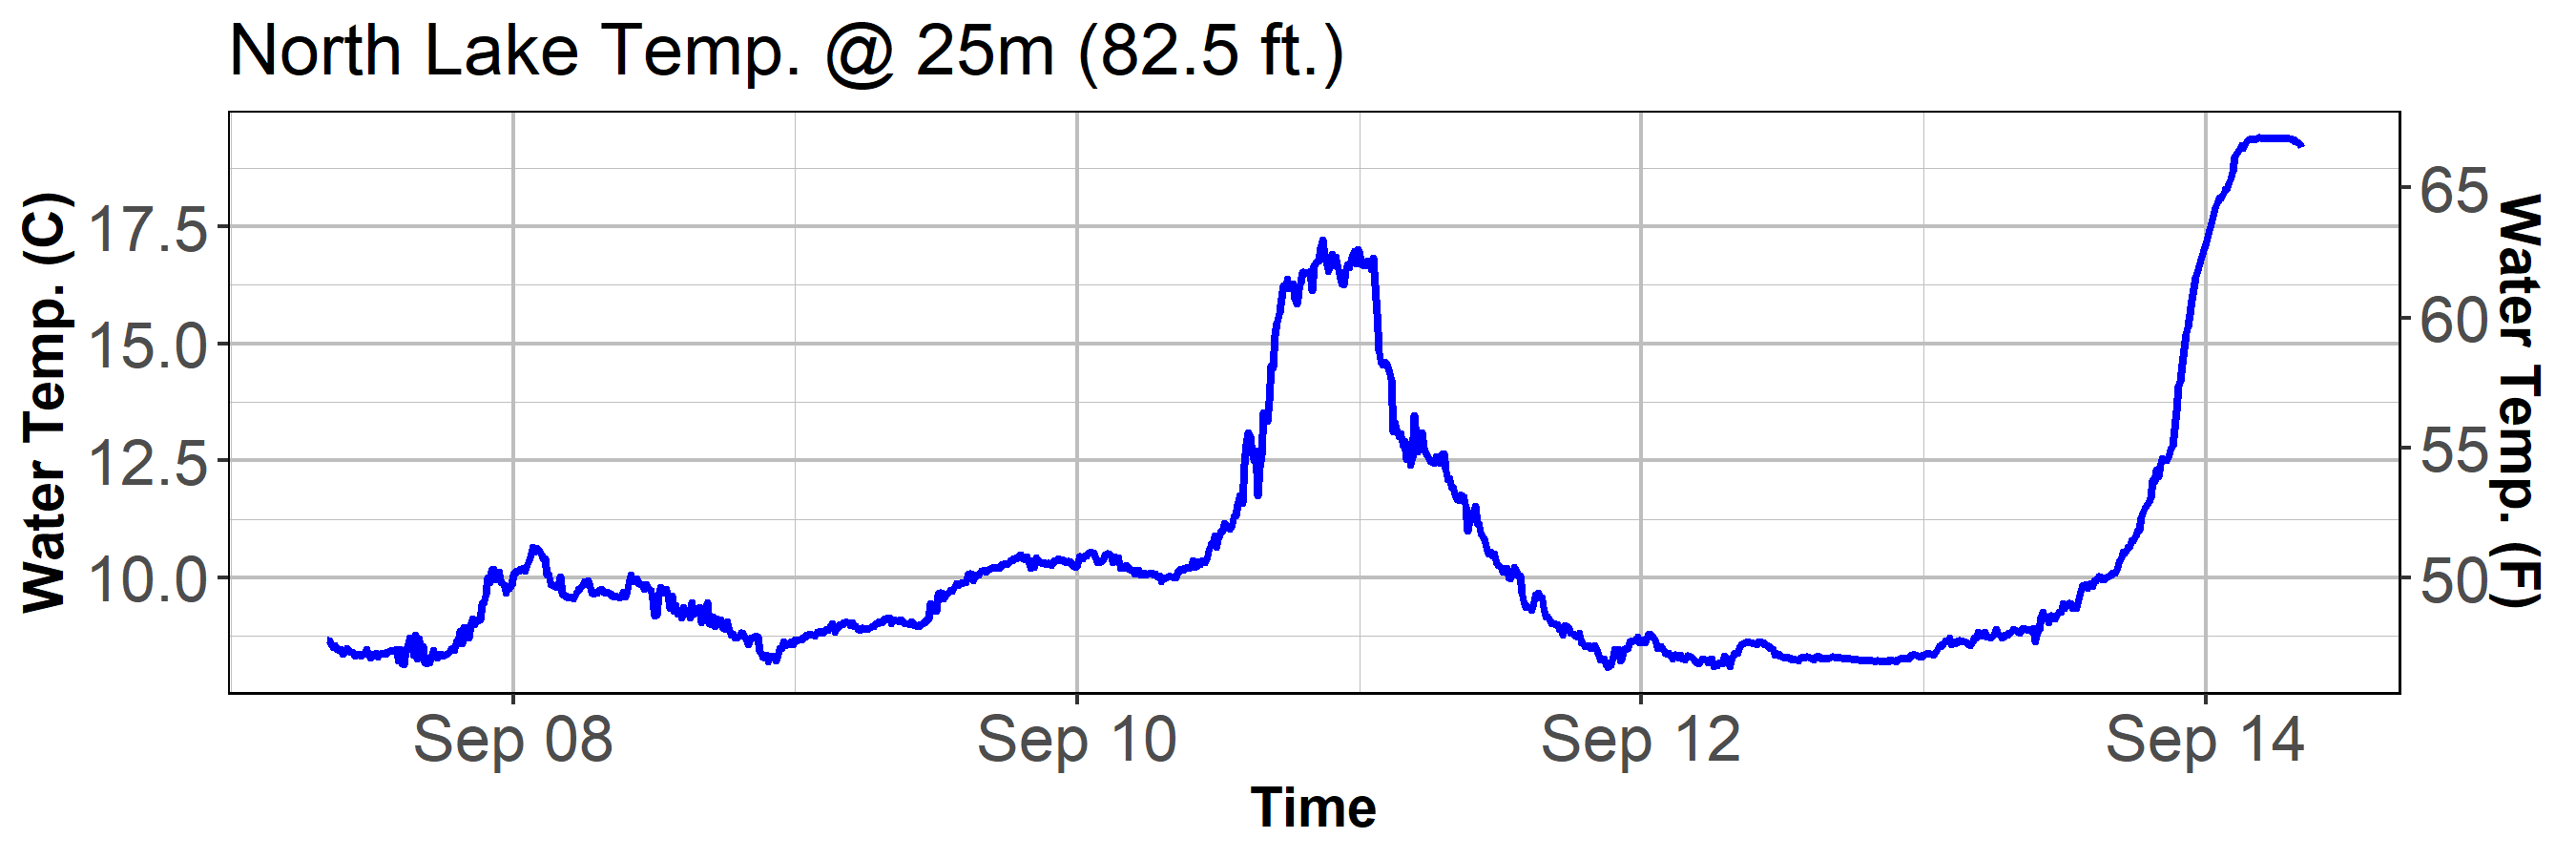 North Lake Temp. @ 25m (82.5 ft.)
Water Temp. (C)
17.5
15.0
12.5
10.0
65
60
55
50
Water Temp. (F)
Sep 08
Sep 10
Sep 12
Sep 14
Time